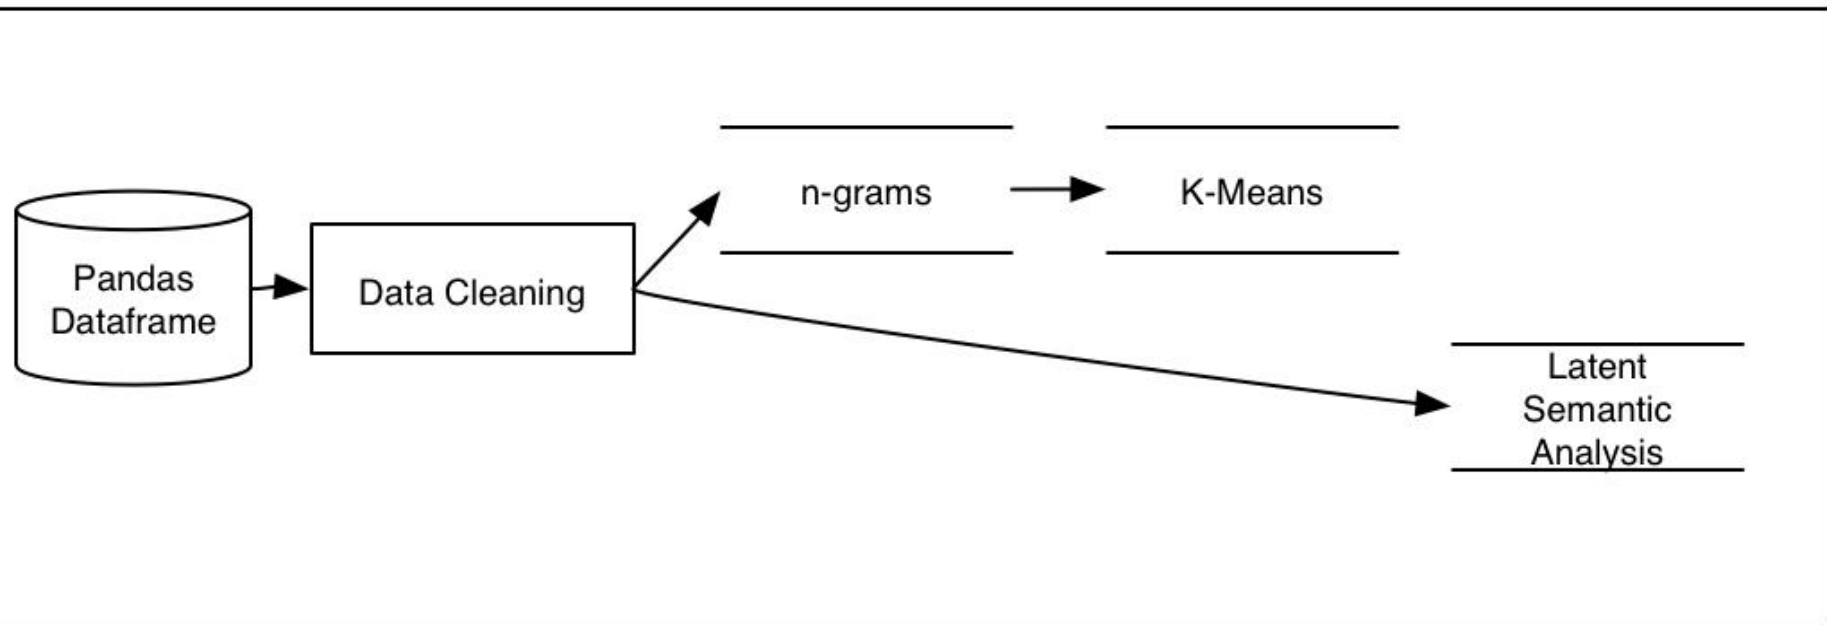 Pandas
Dataframe
Data Cleaning
n-grams
K-Means
Latent
Semantic
Analysis